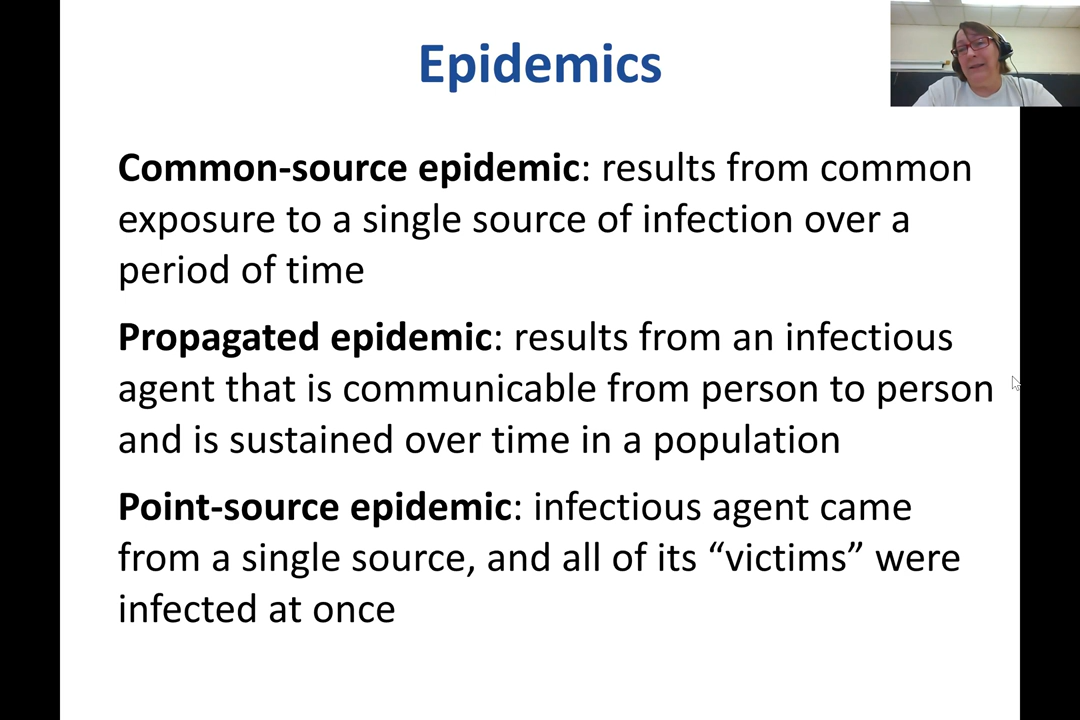 Epidemics
Common-source epidemic: results from common
exposure to a single source of infection over a
period of time
Propagated epidemic: results from an infectious
agent that is communicable from person to person
and is sustained over time in a population
Point-source epidemic: infectious agent came
from a single source, and all of its “victims” were
infected at once